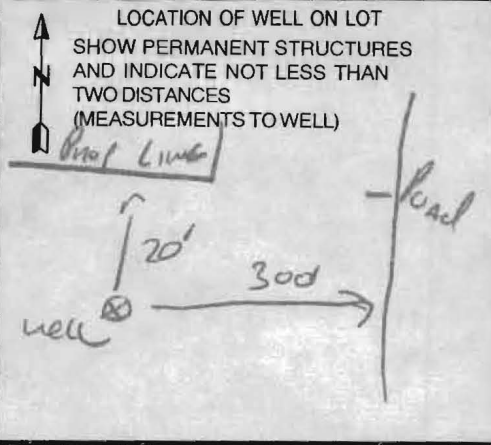 LOCATION OF WELL ON LOT
SHOW PERMANENT STRUCTURES
N AND INDICATE NOT LESS THAN
TWO DISTANCES
(MEASUREMENTS TO WELL)
Prop Lines
Road
20'
300'
well